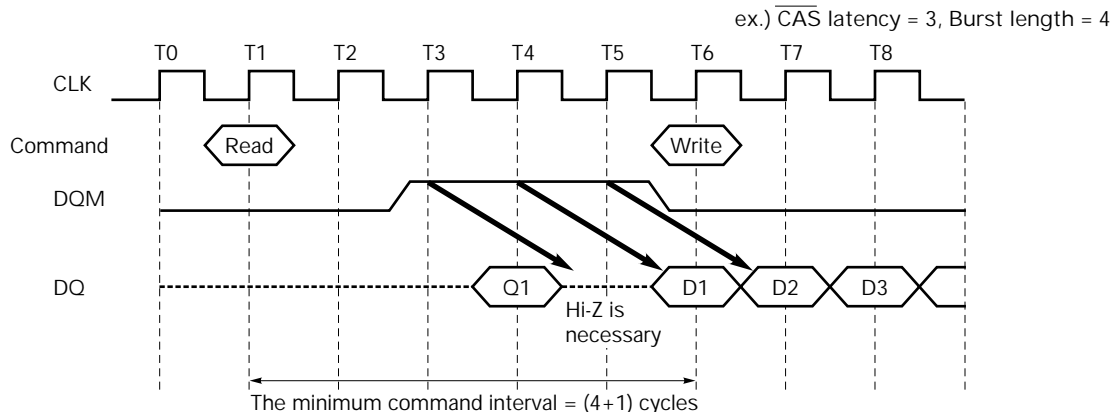 ex.) CAS latency = 3, Burst length = 4
T0 T1 T2 T3 T4 T5 T6 T7 T8
CLK
Command Read Write
DQM
DQ Q1 D1 D2 D3
Hi-Z is
necessary
The minimum command interval = (4+1) cycles